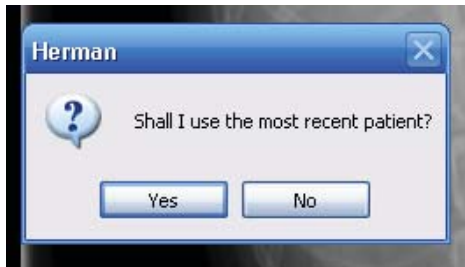 Herman
?
Shall I use the most recent patient?
Yes
No